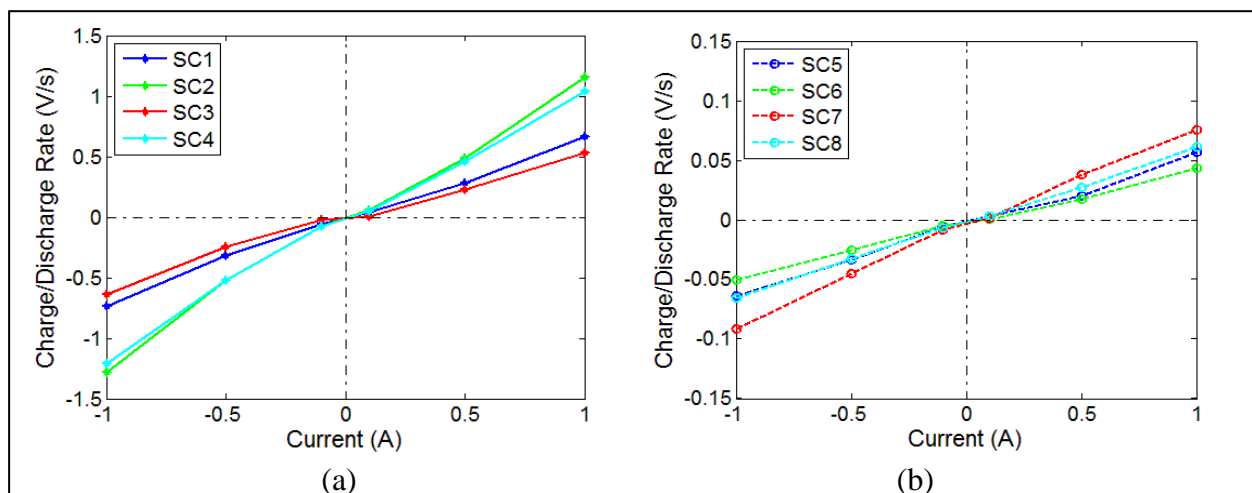 Charge/Discharge Rate (V/s)
1.5
1
0.5
0
-0.5
-1
-1.5
SC1
SC2
SC3
SC4
-1
-0.5
0
0.5
1
Current (A)
(a)
Charge/Discharge Rate (V/s)
0.15
0.1
0.05
0
-0.05
-0.1
-0.15
SC5
SC6
SC7
SC8
-1
-0.5
0
0.5
1
Current (A)
(b)